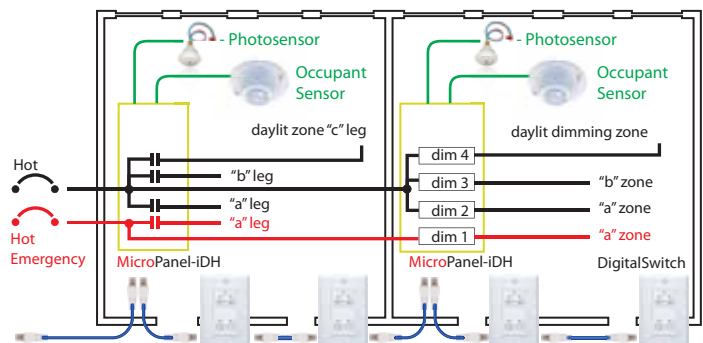 - Photosensor
Occupant
Sensor
daylit zone "c" leg
Hot
"b" leg
"a" leg
"a" leg
Hot
Emergency
MicroPanel-iDH
- Photosensor
Occupant
Sensor
daylit dimming zone
dim 4
dim 3
"b" zone
dim 2
"a" zone
dim 1
"a" zone
MicroPanel-iDH
DigitalSwitch